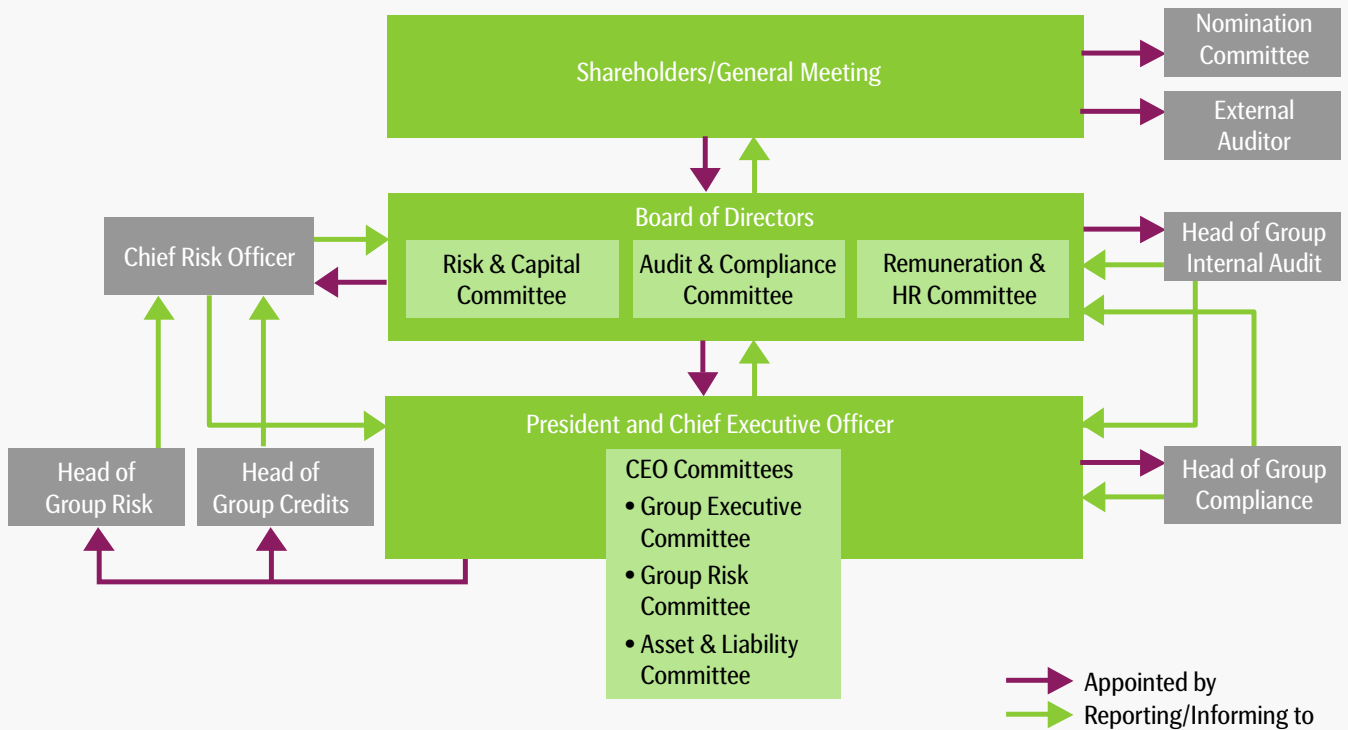 Shareholders/General Meeting
Nomination
Committee
External
Auditor
Board of Directors
Risk & Capital
Committee
Audit & Compliance
Committee
Remuneration &
HR Committee
Chief Risk Officer
Head of Group
Internal Audit
President and Chief Executive Officer
CEO Committees
• Group Executive
Committee
• Group Risk
Committee
• Asset & Liability
Committee
Head of
Group Risk
Head of
Group Credits
Head of Group
Compliance
Appointed by
Reporting/Informing to